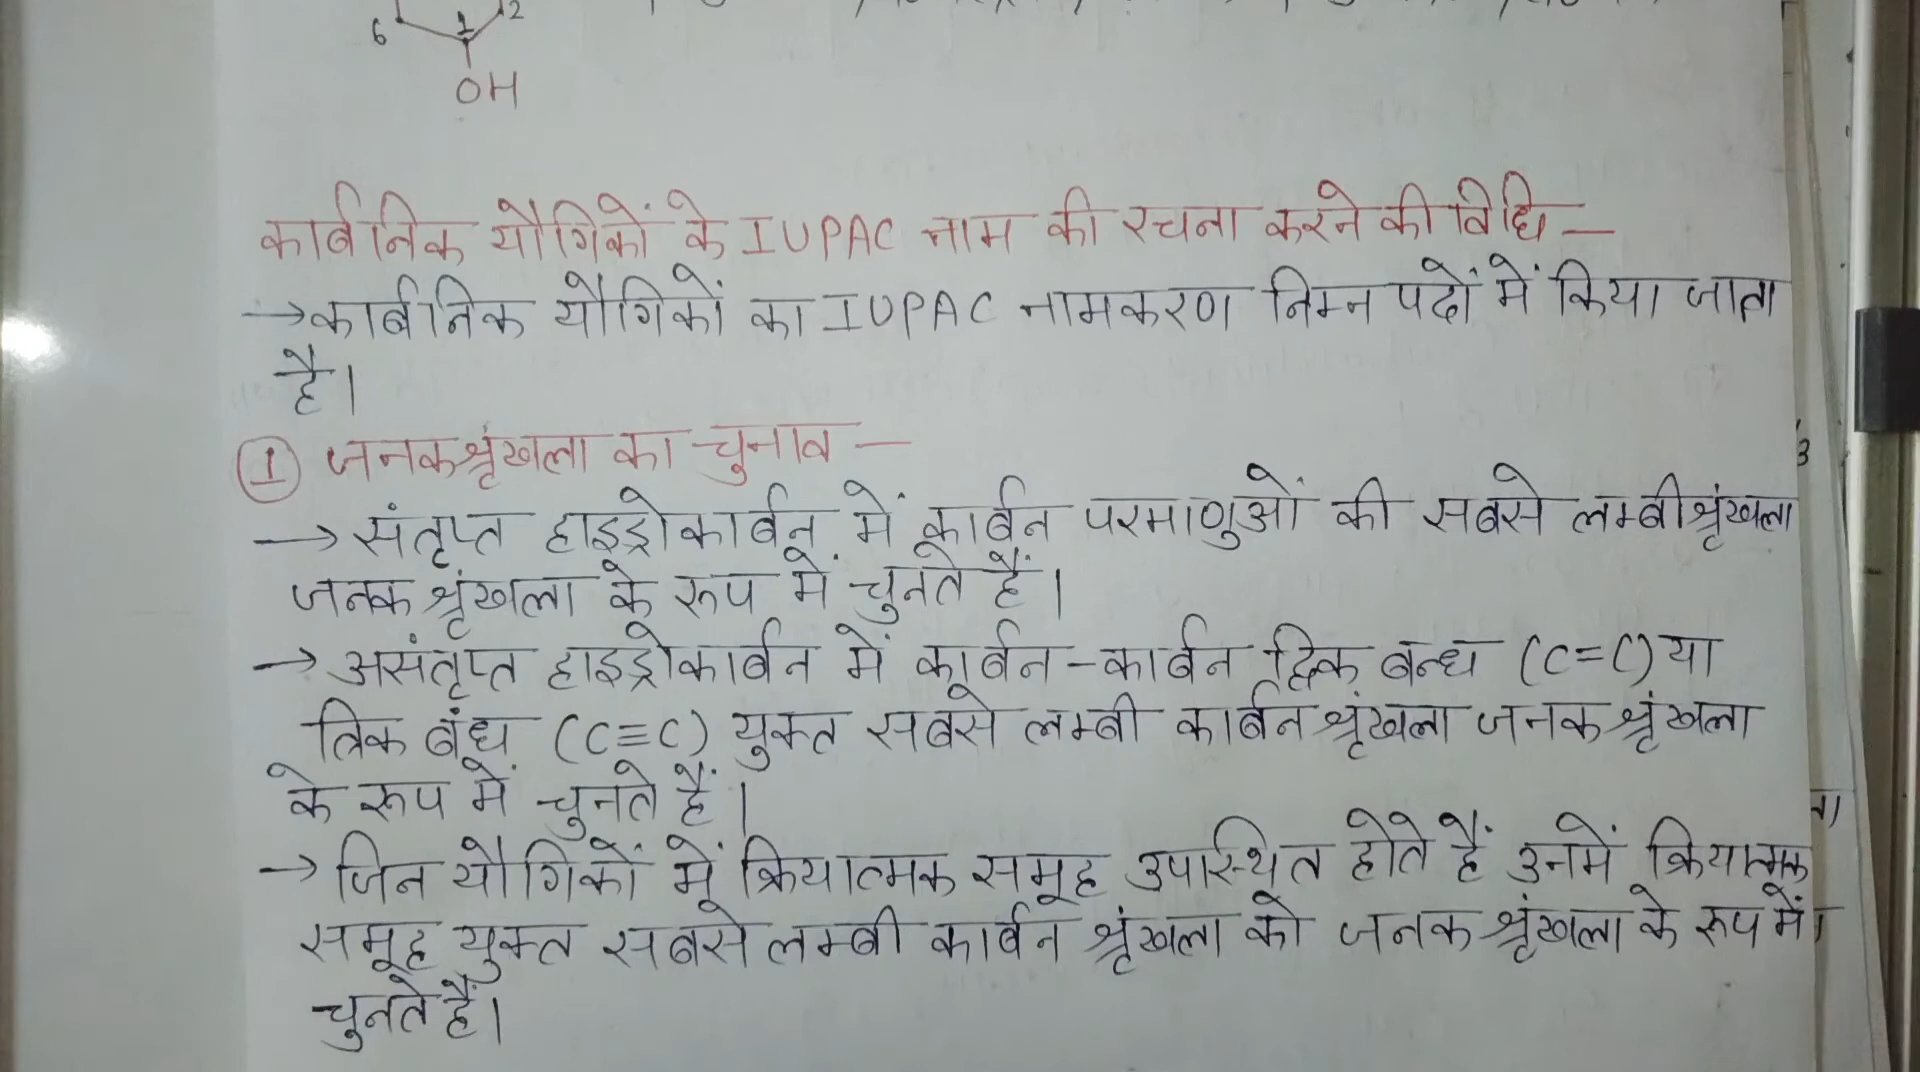 6
1
2
OH
कार्बनिक यौगिकों के IUPAC नाम की रचना करने की विधि —
→ कार्बनिक यौगिकों का IUPAC नामकरण निम्न पदों में किया जाता
है।
① जनक श्रृंखला का चुनाव —
→ संतृप्त हाइड्रोकार्बन में कार्बन परमाणुओं की सबसे लम्बी श्रृंखला
जनक श्रृंखला के रूप में चुनते हैं।
→ असंतृप्त हाइड्रोकार्बन में कार्बन-कार्बन द्विक बन्ध (C=C) या
त्रिक बंध (C≡C) युक्त सबसे लम्बी कार्बन श्रृंखला जनक श्रृंखला
के रूप में चुनते हैं।
→ जिन यौगिकों में क्रियात्मक समूह उपस्थित होते हैं उनमें क्रियात्मक
समूह युक्त सबसे लम्बी कार्बन श्रृंखला को जनक श्रृंखला के रूप में
चुनते हैं।